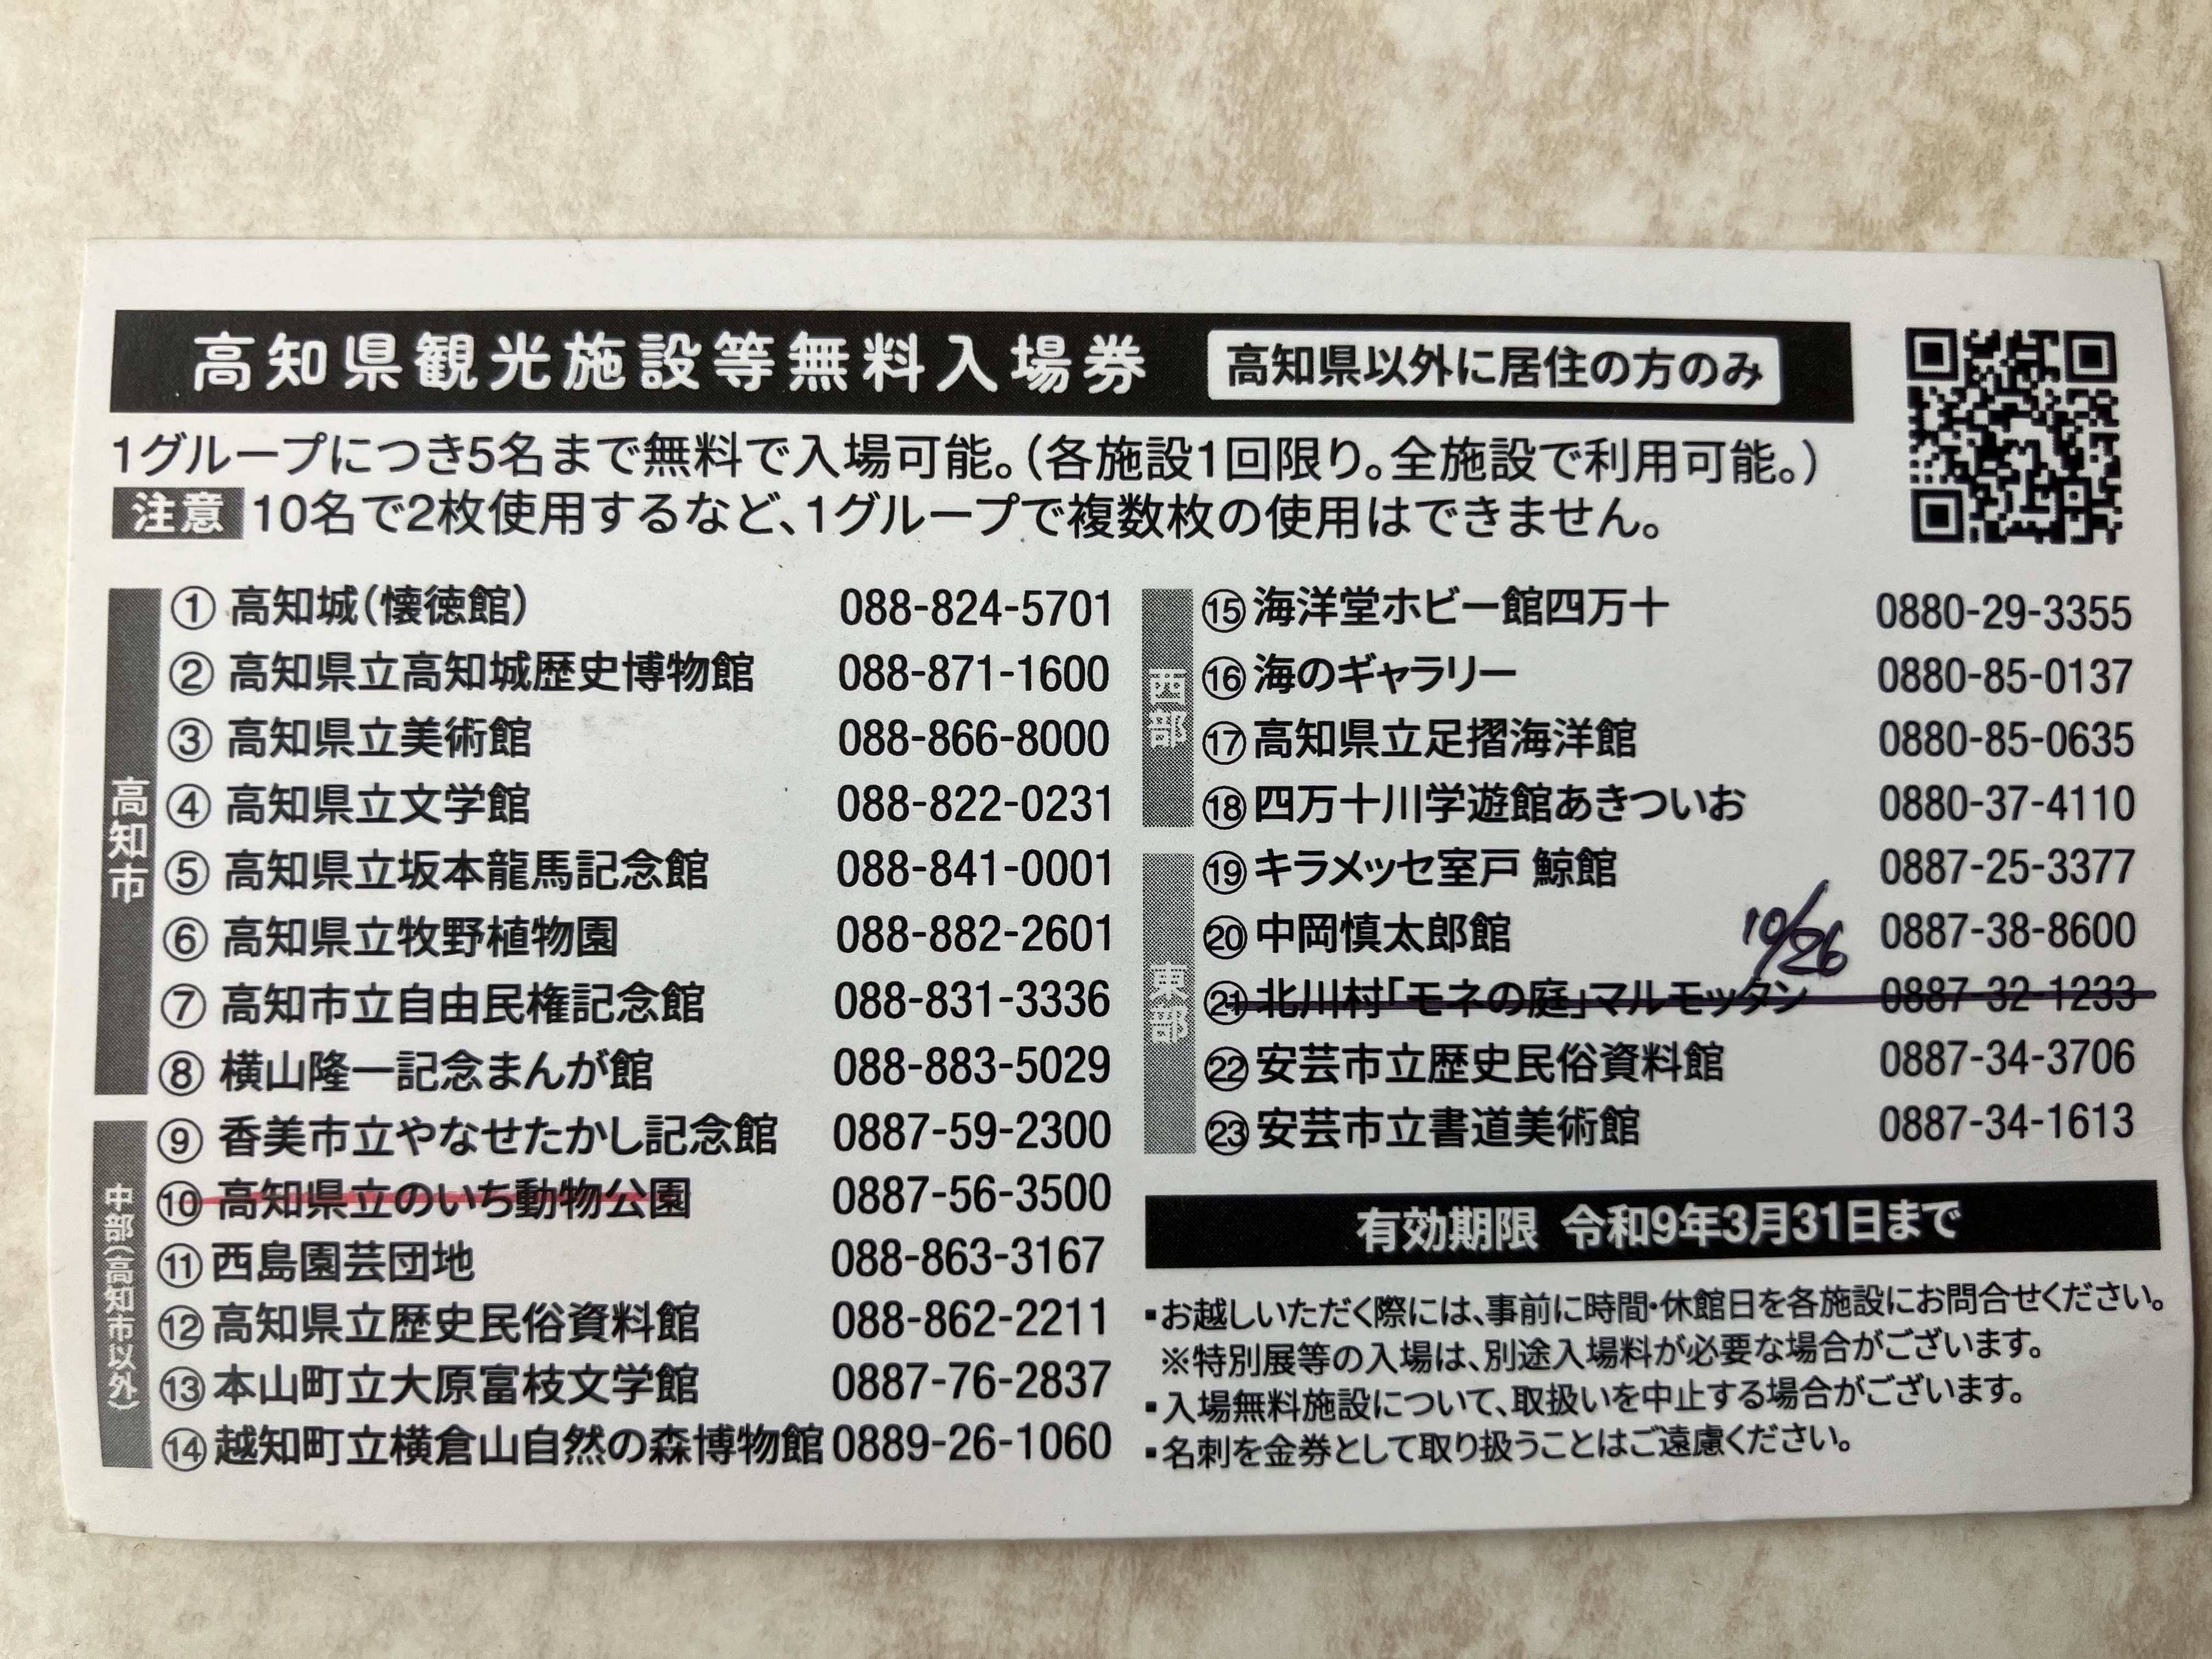 高知県観光施設等無料入場券 高知県以外に居住の方のみ
1グループにつき5名まで無料で入場可能。(各施設1回限り。全施設で利用可能。)
注意 10名で2枚使用するなど、1グループで複数枚の使用はできません。
高知市
① 高知城(懐徳館) 088-824-5701
② 高知県立高知城歴史博物館 088-871-1600
③ 高知県立美術館 088-866-8000
④ 高知県立文学館 088-822-0231
⑤ 高知県立坂本龍馬記念館 088-841-0001
⑥ 高知県立牧野植物園 088-882-2601
⑦ 高知市立自由民権記念館 088-831-3336
⑧ 横山隆一記念まんが館 088-883-5029
中部(高知市以外)
⑨ 香美市立やなせたかし記念館 0887-59-2300
⑩ 高知県立のいち動物公園 0887-56-3500
⑪ 西島園芸団地 088-863-3167
⑫ 高知県立歴史民俗資料館 088-862-2211
⑬ 本山町立大原富枝文学館 0887-76-2837
⑭ 越知町立横倉山自然の森博物館 0889-26-1060
西部
⑮ 海洋堂ホビー館四万十 0880-29-3355
⑯ 海のギャラリー 0880-85-0137
⑰ 高知県立足摺海洋館 0880-85-0635
⑱ 四万十川学遊館あきついお 0880-37-4110
東部
⑲ キラメッセ室戸 鯨館 0887-25-3377
⑳ 中岡慎太郎館 0887-38-8600
10/26
㉑ 北川村「モネの庭」マルモッタン 0887-32-1233
㉒ 安芸市立歴史民俗資料館 0887-34-3706
㉓ 安芸市立書道美術館 0887-34-1613
有効期限 令和9年3月31日まで
▪お越しいただく際には、事前に時間・休館日を各施設にお問合せください。
※特別展等の入場は、別途入場料が必要な場合がございます。
▪入場無料施設について、取扱いを中止する場合がございます。
▪名刺を金券として取り扱うことはご遠慮ください。